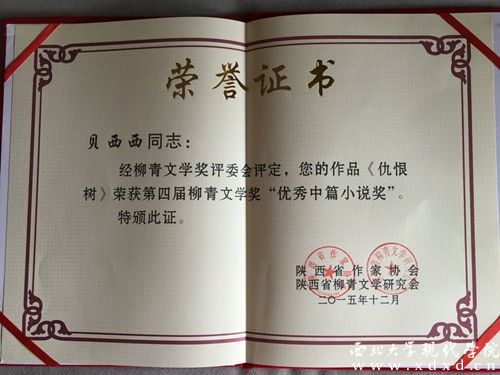 荣誉证书
贝西西同志：
经柳青文学奖评委会评定，您的作品《仇恨
树》荣获第四届柳青文学奖“优秀中篇小说奖”。
特颁此证。
陕西省作家协会
陕西省柳青文学研究会
二〇一五年十二月
西北大学现代学院
www.xdxd.cn